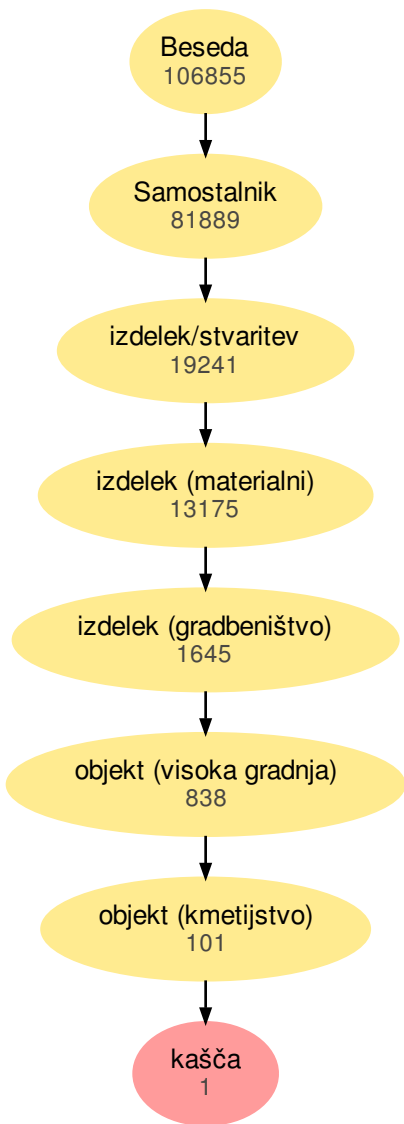 Beseda
106855
Samostalnik
81889
izdelek/stvaritev
19241
izdelek (materialni)
13175
izdelek (gradbeništvo)
1645
objekt (visoka gradnja)
838
objekt (kmetijstvo)
101
kašča
1